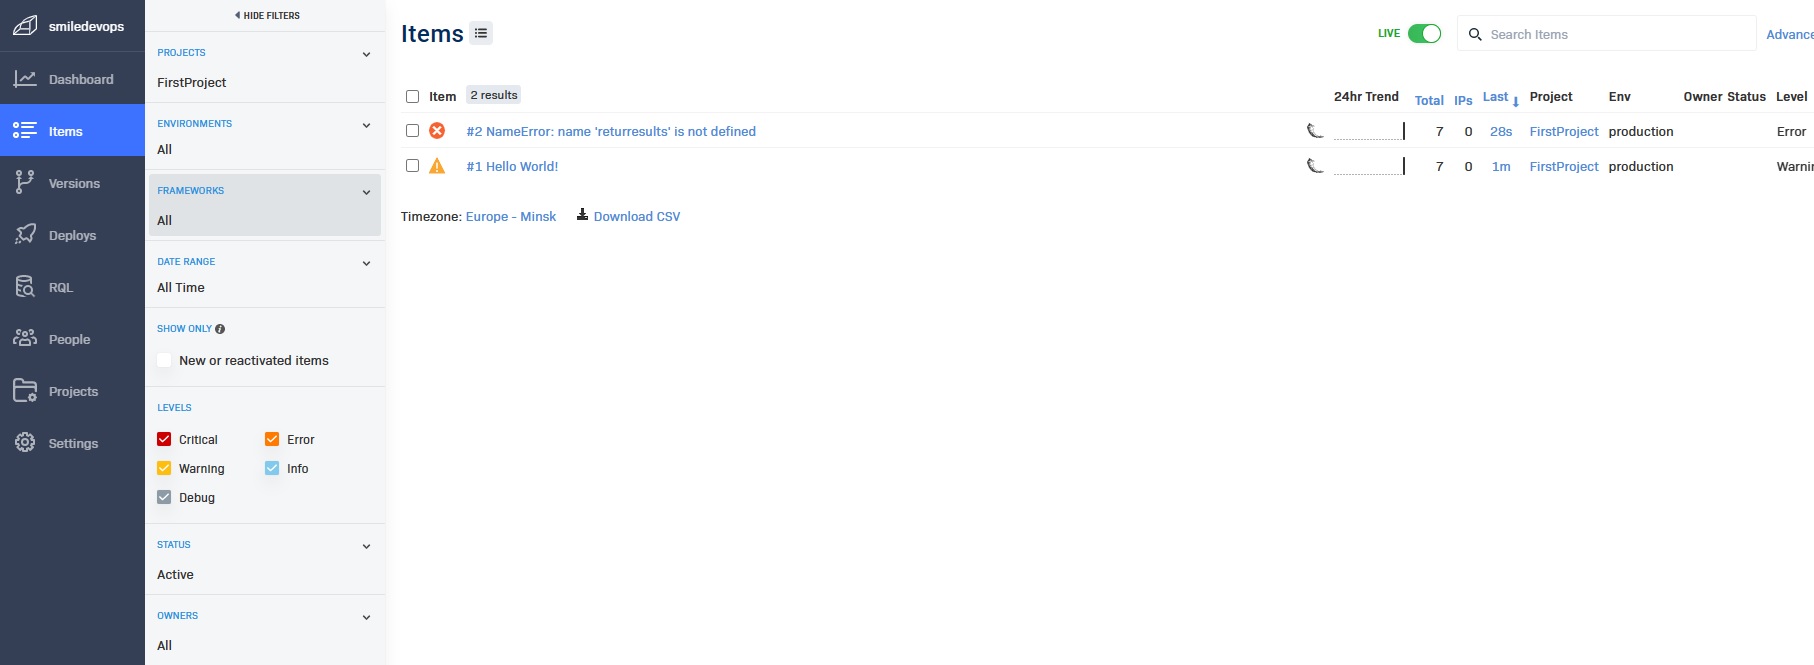 smiledevops
Dashboard
Items
Versions
Deploys
RQL
People
Projects
Settings
HIDE FILTERS
PROJECTS
FirstProject
ENVIRONMENTS
All
FRAMEWORKS
All
DATE RANGE
All Time
SHOW ONLY
New or reactivated items
LEVELS
Critical Error
Warning Info
Debug
STATUS
Active
OWNERS
All
Items LIVE Search Items Advance
Item 2 results 24hr Trend Total IPs Last Project Env Owner Status Level
#2 NameError: name 'returresults' is not defined 7 0 28s FirstProject production Error
#1 Hello World! 7 0 1m FirstProject production Warnin
Timezone: Europe - Minsk Download CSV